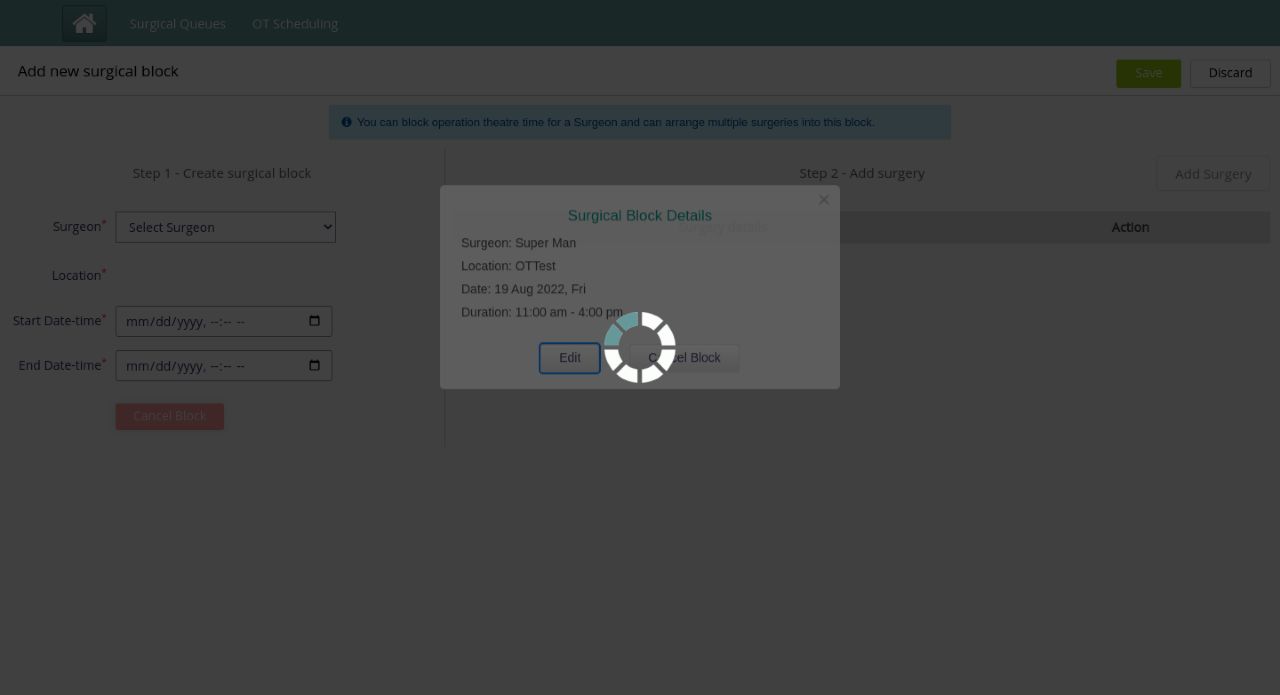 Surgical Queues OT Scheduling
Add new surgical block
Save Discard
You can block operation theatre time for a Surgeon and can arrange multiple surgeries into this block.
Step 1 - Create surgical block
Step 2 - Add surgery
Add Surgery
Surgeon* Select Surgeon
Location*
Start Date-time* mm/dd/yyyy, --:-- --
End Date-time* mm/dd/yyyy, --:-- --
Cancel Block
Surgery details Action
Surgical Block Details
Surgeon: Super Man
Location: OTTest
Date: 19 Aug 2022, Fri
Duration: 11:00 am - 4:00 pm
Edit Cancel Block